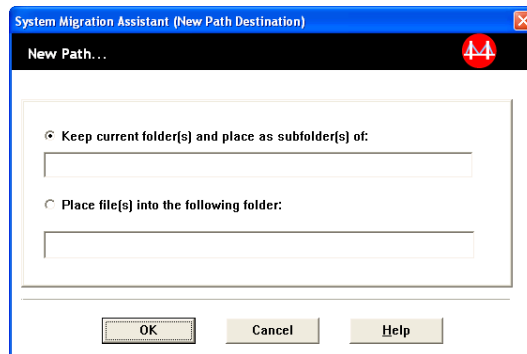 System Migration Assistant (New Path Destination)
New Path...
Keep current folder(s) and place as subfolder(s) of:
Place file(s) into the following folder:
OK Cancel Help